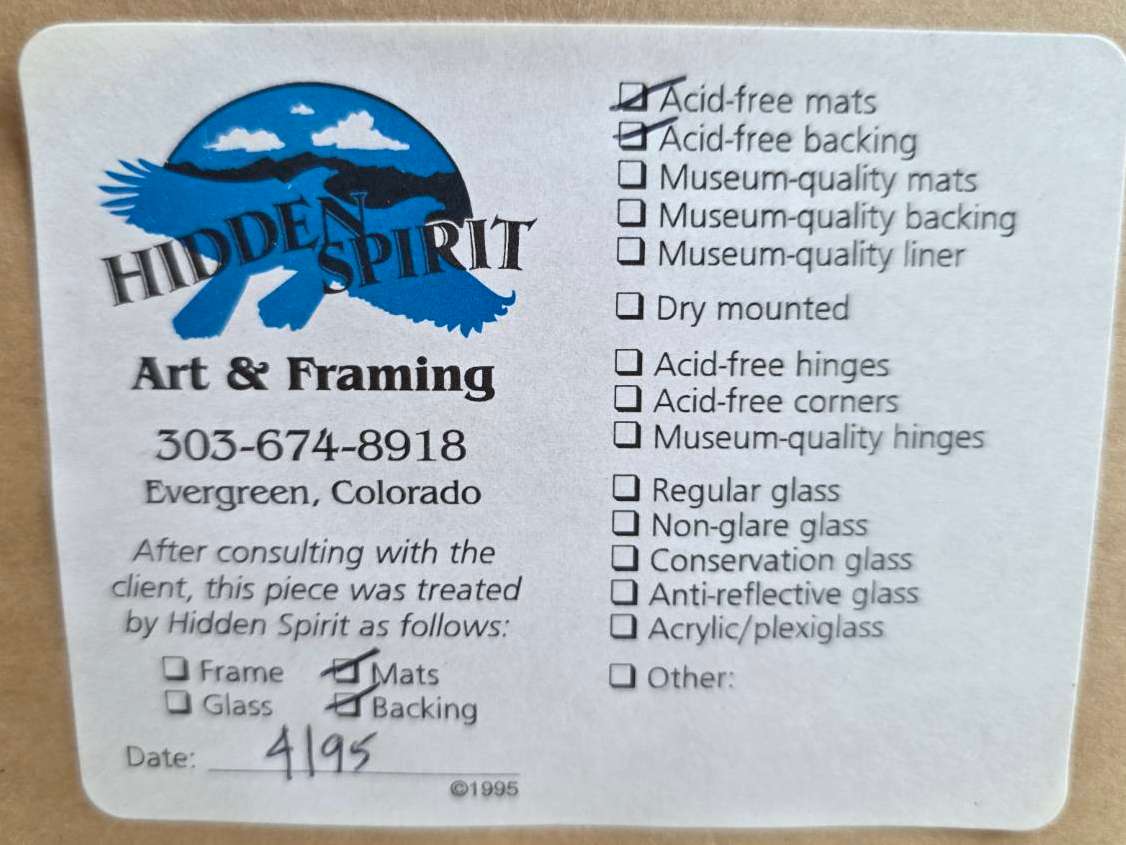 HIDDEN SPIRIT
Art & Framing
303-674-8918
Evergreen, Colorado
After consulting with the
client, this piece was treated
by Hidden Spirit as follows:
Frame Mats
Glass Backing
Date: 4/95
©1995
Acid-free mats
Acid-free backing
Museum-quality mats
Museum-quality backing
Museum-quality liner
Dry mounted
Acid-free hinges
Acid-free corners
Museum-quality hinges
Regular glass
Non-glare glass
Conservation glass
Anti-reflective glass
Acrylic/plexiglass
Other: